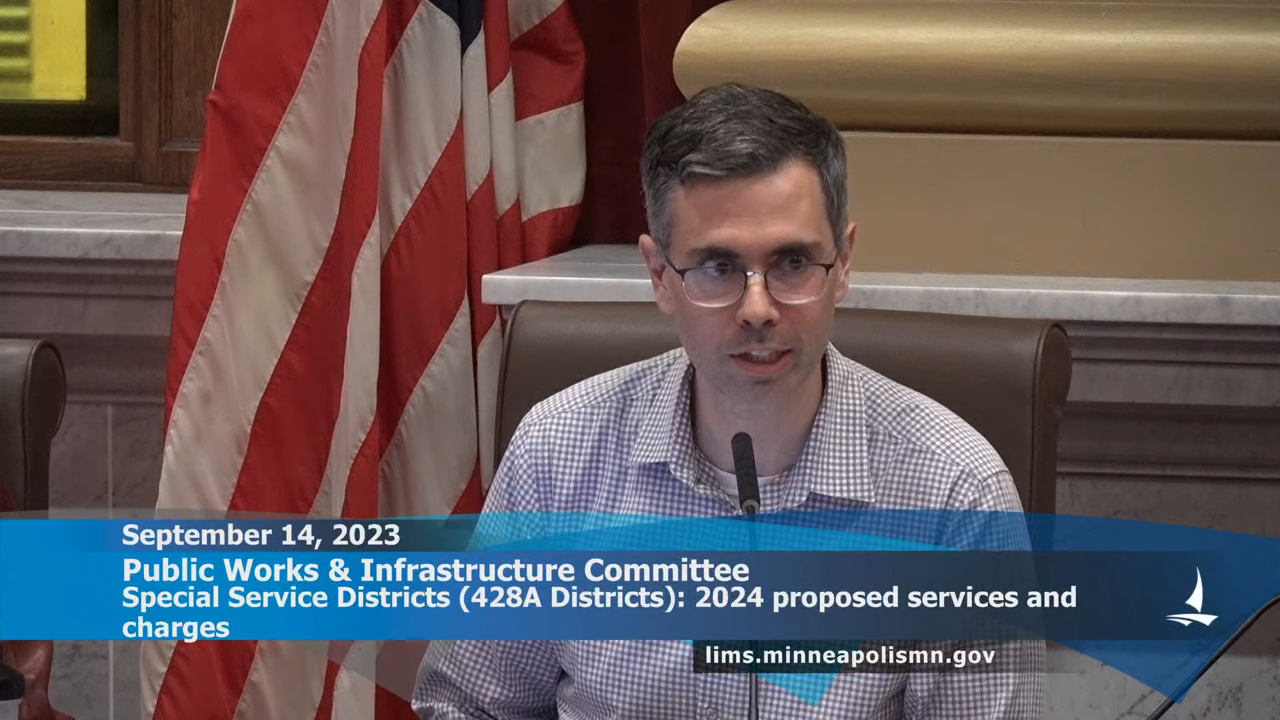 September 14, 2023
Public Works & Infrastructure Committee
Special Service Districts (428A Districts): 2024 proposed services and
charges
lims.minneapolismn.gov